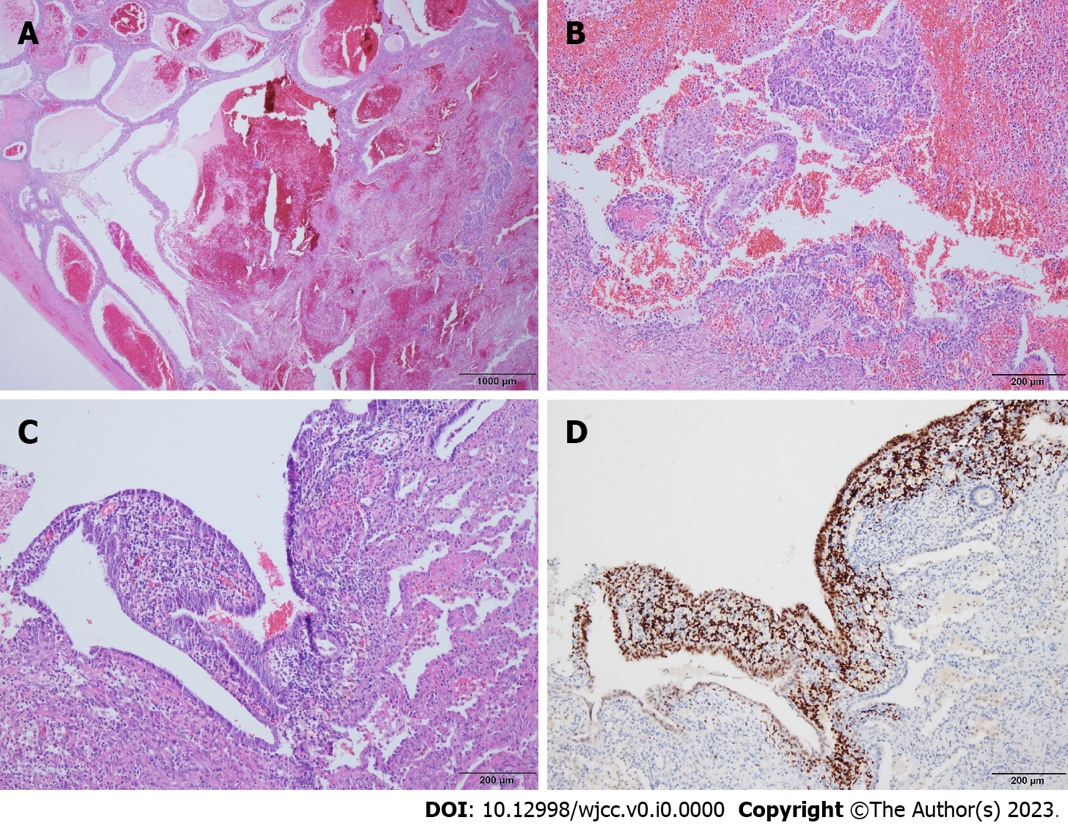 A
B
1000 µm
200 µm
C
D
200 µm
200 µm
DOI: 10.12998/wjcc.v0.i0.0000 Copyright ©The Author(s) 2023.